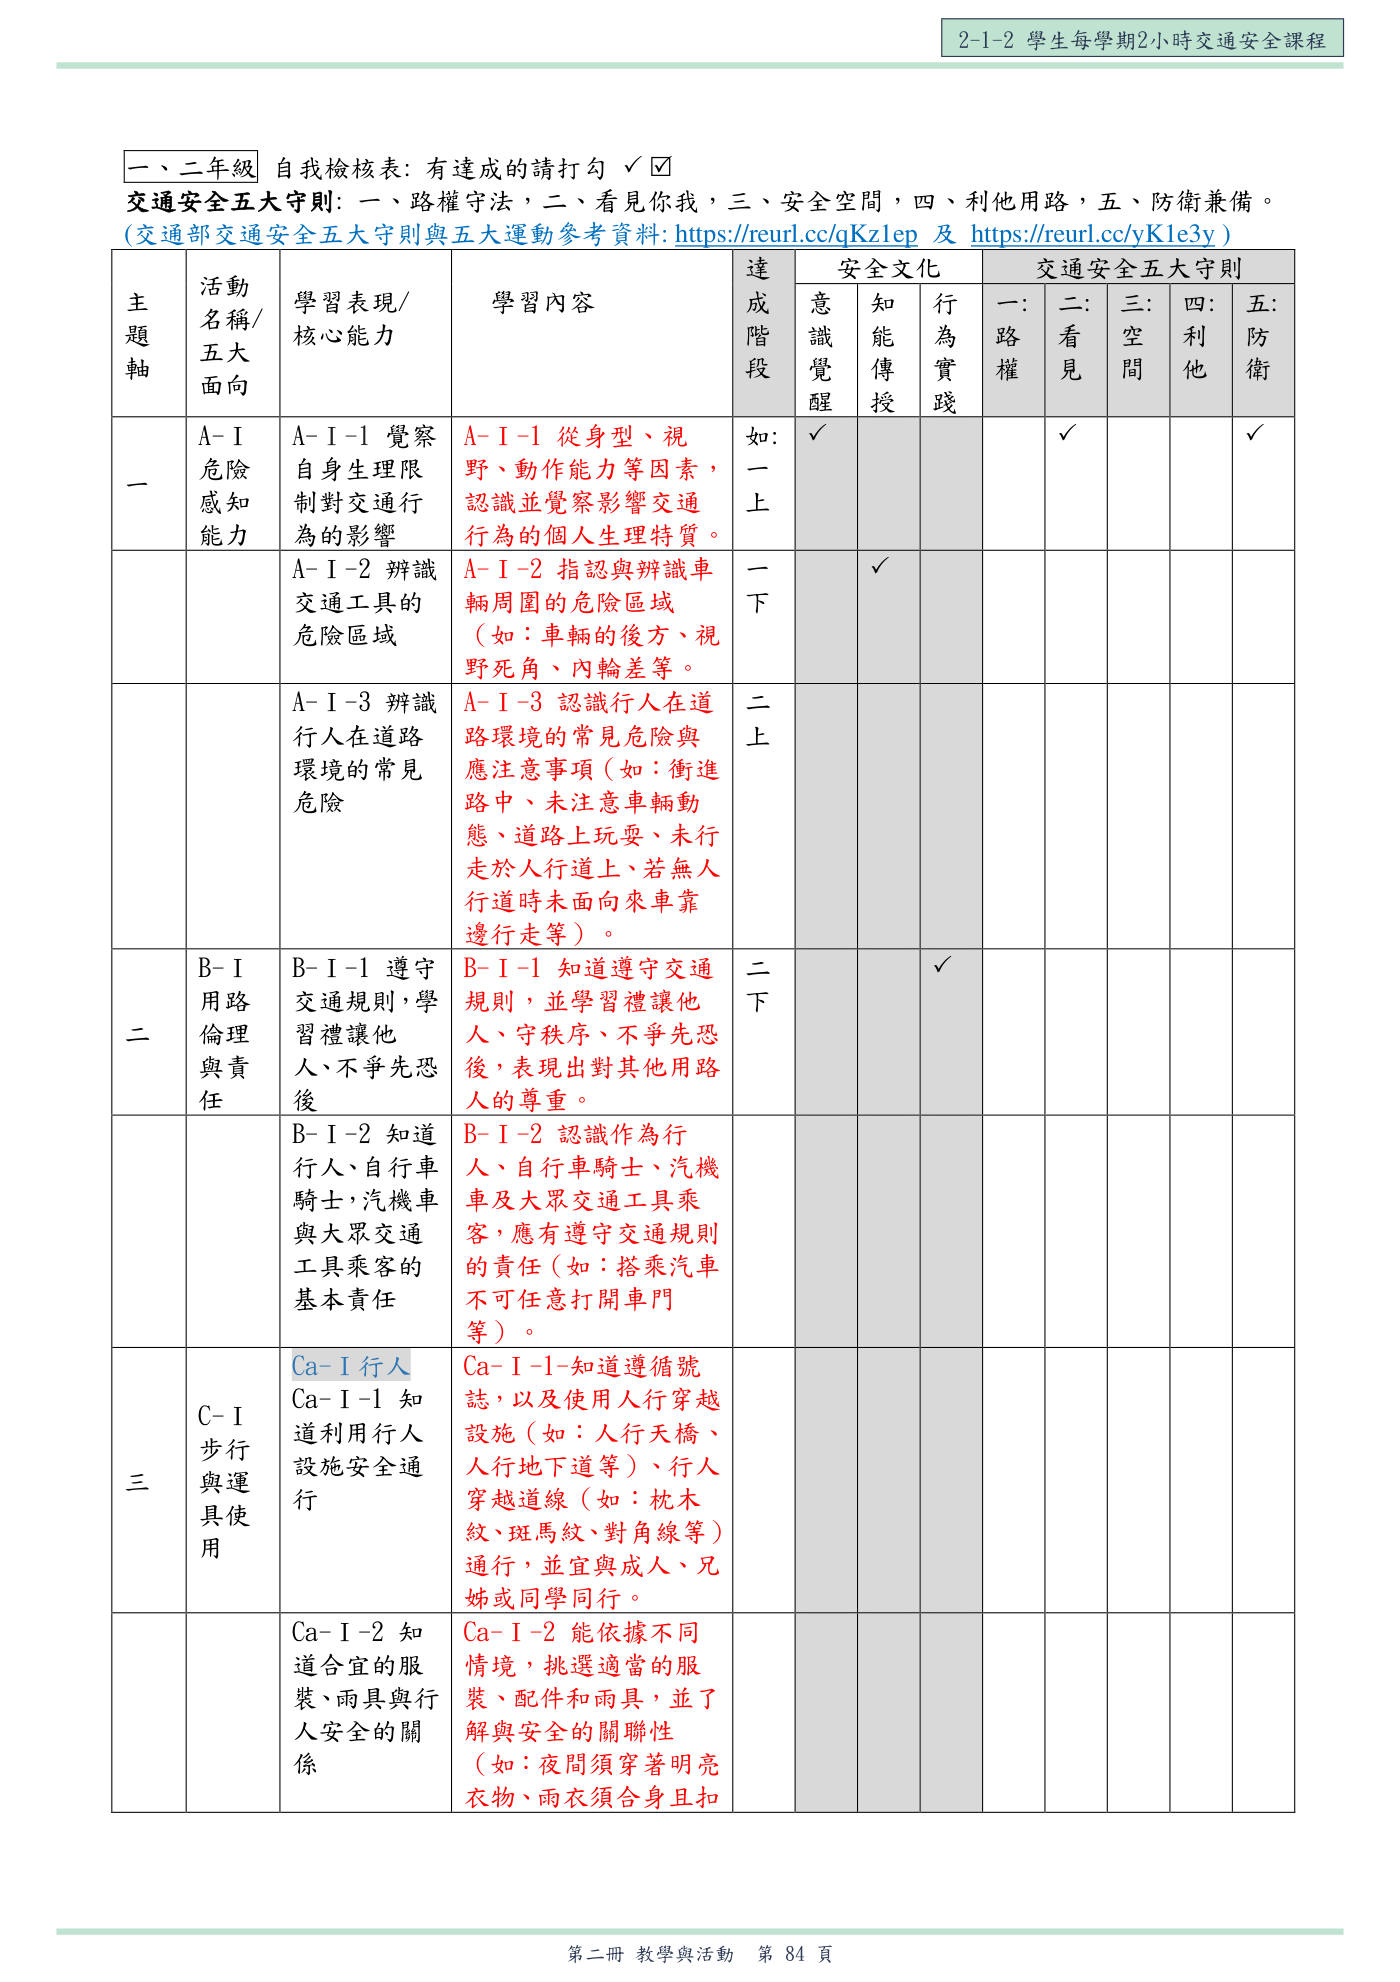 2-1-2 學生每學期2小時交通安全課程
一、二年級 自我檢核表: 有達成的請打勾 ✓ ☑
交通安全五大守則: 一、路權守法，二、看見你我，三、安全空間，四、利他用路，五、防衛兼備。
(交通部交通安全五大守則與五大運動參考資料: https://reurl.cc/qKz1ep 及 https://reurl.cc/yK1e3y )
主
題
軸
活動
名稱/
五大
面向
學習表現/
核心能力
學習內容
達
成
階
段
安全文化
意
識
覺
醒
知
能
傳
授
行
為
實
踐
交通安全五大守則
一:
路
權
二:
看
見
三:
空
間
四:
利
他
五:
防
衛
一
A-Ⅰ
危險
感知
能力
A-Ⅰ-1 覺察
自身生理限
制對交通行
為的影響
A-Ⅰ-1 從身型、視
野、動作能力等因素，
認識並覺察影響交通
行為的個人生理特質。
如:
一
上
✓
✓
✓
A-Ⅰ-2 辨識
交通工具的
危險區域
A-Ⅰ-2 指認與辨識車
輛周圍的危險區域
（如：車輛的後方、視
野死角、內輪差等。
一
下
✓
A-Ⅰ-3 辨識
行人在道路
環境的常見
危險
A-Ⅰ-3 認識行人在道
路環境的常見危險與
應注意事項（如：衝進
路中、未注意車輛動
態、道路上玩耍、未行
走於人行道上、若無人
行道時未面向來車靠
邊行走等）。
二
上
二
B-Ⅰ
用路
倫理
與責
任
B-Ⅰ-1 遵守
交通規則，學
習禮讓他
人、不爭先恐
後
B-Ⅰ-1 知道遵守交通
規則，並學習禮讓他
人、守秩序、不爭先恐
後，表現出對其他用路
人的尊重。
二
下
✓
B-Ⅰ-2 知道
行人、自行車
騎士，汽機車
與大眾交通
工具乘客的
基本責任
B-Ⅰ-2 認識作為行
人、自行車騎士、汽機
車及大眾交通工具乘
客，應有遵守交通規則
的責任（如：搭乘汽車
不可任意打開車門
等）。
三
C-Ⅰ
步行
與運
具使
用
Ca-Ⅰ行人
Ca-Ⅰ-1 知
道利用行人
設施安全通
行
Ca-Ⅰ-1-知道遵循號
誌，以及使用人行穿越
設施（如：人行天橋、
人行地下道等）、行人
穿越道線（如：枕木
紋、斑馬紋、對角線等）
通行，並宜與成人、兄
姊或同學同行。
Ca-Ⅰ-2 知
道合宜的服
裝、雨具與行
人安全的關
係
Ca-Ⅰ-2 能依據不同
情境，挑選適當的服
裝、配件和雨具，並了
解與安全的關聯性
（如：夜間須穿著明亮
衣物、雨衣須合身且扣
第二冊 教學與活動 第 84 頁